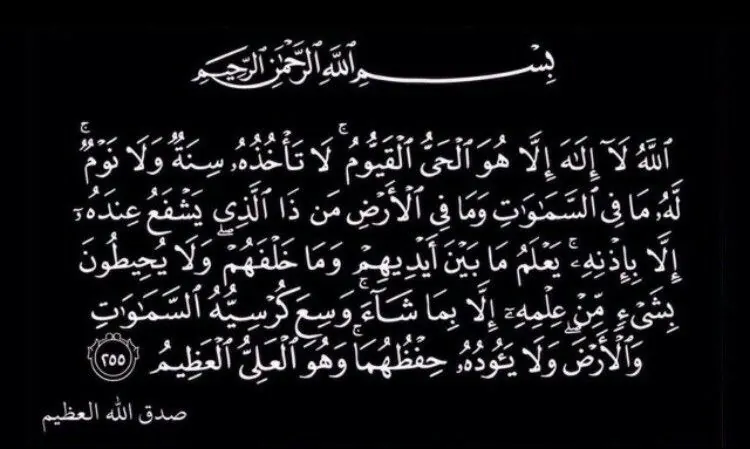 بِسْمِ اللَّهِ الرَّحْمَٰنِ الرَّحِيمِ
اللَّهُ لَا إِلَٰهَ إِلَّا هُوَ الْحَيُّ الْقَيُّومُ ۚ لَا تَأْخُذُهُ سِنَةٌ وَلَا نَوْمٌ ۚ
لَّهُ مَا فِي السَّمَاوَاتِ وَمَا فِي الْأَرْضِ مَن ذَا الَّذِي يَشْفَعُ عِندَهُ
إِلَّا بِإِذْنِهِ ۚ يَعْلَمُ مَا بَيْنَ أَيْدِيهِمْ وَمَا خَلْفَهُمْ ۖ وَلَا يُحِيطُونَ
بِشَيْءٍ مِّنْ عِلْمِهِ إِلَّا بِمَا شَاءَ ۚ وَسِعَ كُرْسِيُّهُ السَّمَاوَاتِ
وَالْأَرْضَ ۖ وَلَا يَئُودُهُ حِفْظُهُمَا ۚ وَهُوَ الْعَلِيُّ الْعَظِيمُ ٢٥٥
صدق الله العظيم